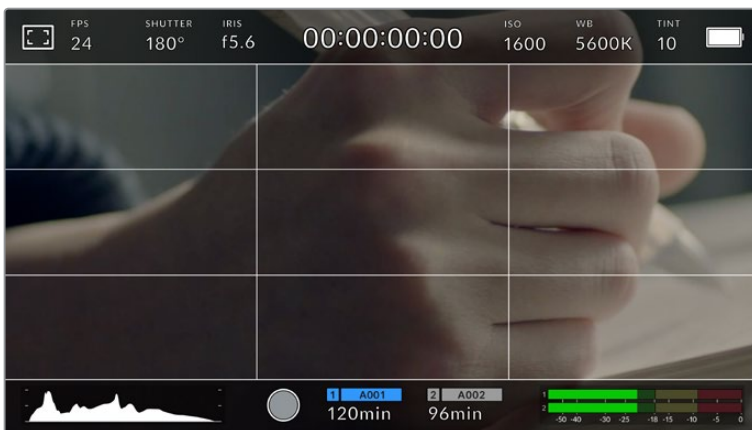 FPS SHUTTER IRIS ISO WB TINT
24 180° f5.6 00:00:00:00 1600 5600K 10
1 A001 2 A002
120min 96min
1
2
-50 -40 -30 -25 -18 -15 -10 -5 0